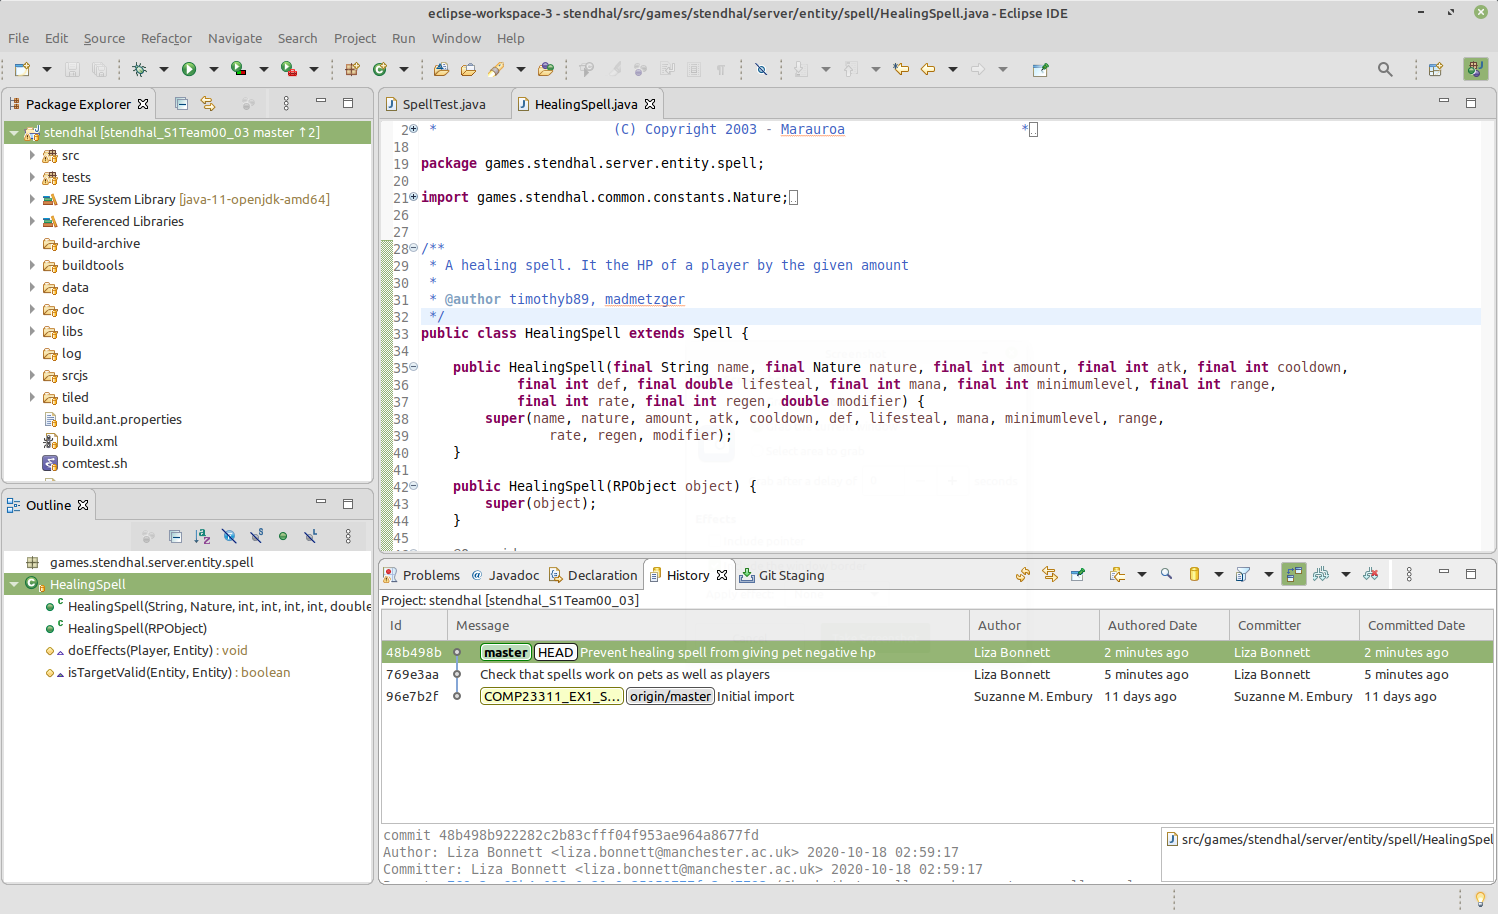 eclipse-workspace-3 - stendhal/src/games/stendhal/server/entity/spell/HealingSpell.java - Eclipse IDE
File Edit Source Refactor Navigate Search Project Run Window Help
Package Explorer
stendhal [stendhal_S1Team00_03 master ↑2]
src
tests
JRE System Library [java-11-openjdk-amd64]
Referenced Libraries
build-archive
buildtools
data
doc
libs
log
srcjs
tiled
build.ant.properties
build.xml
comtest.sh
Outline
games.stendhal.server.entity.spell
HealingSpell
HealingSpell(String, Nature, int, int, int, int, double
HealingSpell(RPObject)
doEffects(Player, Entity) : void
isTargetValid(Entity, Entity) : boolean
SpellTest.java HealingSpell.java
2 * (C) Copyright 2003 - Marauroa *
18
19 package games.stendhal.server.entity.spell;
20
21 import games.stendhal.common.constants.Nature;
26
27
28 /**
29 * A healing spell. It the HP of a player by the given amount
30 *
31 * @author timothyb89, madmetzger
32 */
33 public class HealingSpell extends Spell {
34
35 public HealingSpell(final String name, final Nature nature, final int amount, final int atk, final int cooldown,
36 final int def, final double lifesteal, final int mana, final int minimumlevel, final int range,
37 final int rate, final int regen, double modifier) {
38 super(name, nature, amount, atk, cooldown, def, lifesteal, mana, minimumlevel, range,
39 rate, regen, modifier);
40 }
41
42 public HealingSpell(RPObject object) {
43 super(object);
44 }
45
Problems @ Javadoc Declaration History Git Staging
Project: stendhal [stendhal_S1Team00_03]
Id Message Author Authored Date Committer Committed Date
48b498b master HEAD Prevent healing spell from giving pet negative hp Liza Bonnett 2 minutes ago Liza Bonnett 2 minutes ago
769e3aa Check that spells work on pets as well as players Liza Bonnett 5 minutes ago Liza Bonnett 5 minutes ago
96e7b2f COMP23311_EX1_S... origin/master Initial import Suzanne M. Embury 11 days ago Suzanne M. Embury 11 days ago
commit 48b498b922282c2b83cfff04f953ae964a8677fd
Author: Liza Bonnett <liza.bonnett@manchester.ac.uk> 2020-10-18 02:59:17
Committer: Liza Bonnett <liza.bonnett@manchester.ac.uk> 2020-10-18 02:59:17
src/games/stendhal/server/entity/spell/HealingSpel